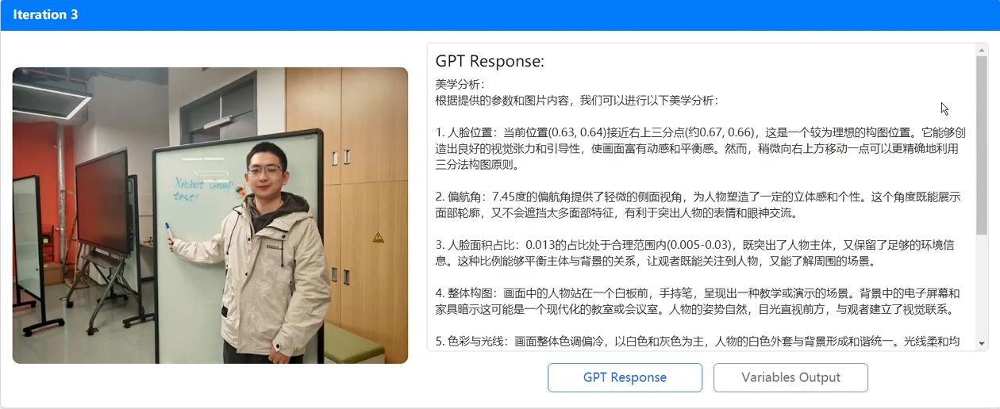 Iteration 3
Xrobot Group
test!
GPT Response:
美学分析：
根据提供的参数和图片内容，我们可以进行以下美学分析：
1. 人脸位置：当前位置(0.63, 0.64)接近右上三分点(约0.67, 0.66)，这是一个较为理想的构图位置。它能够创
造出良好的视觉张力和引导性，使画面富有动感和平衡感。然而，稍微向右上方移动一点可以更精确地利用
三分法构图原则。
2. 偏航角：7.45度的偏航角提供了轻微的侧面视角，为人物塑造了一定的立体感和个性。这个角度既能展示
面部轮廓，又不会遮挡太多面部特征，有利于突出人物的表情和眼神交流。
3. 人脸面积占比：0.013的占比处于合理范围内(0.005-0.03)，既突出了人物主体，又保留了足够的环境信
息。这种比例能够平衡主体与背景的关系，让观者既能关注到人物，又能了解周围的场景。
4. 整体构图：画面中的人物站在一个白板前，手持笔，呈现出一种教学或演示的场景。背景中的电子屏幕和
家具暗示这可能是一个现代化的教室或会议室。人物的姿势自然，目光直视前方，与观者建立了视觉联系。
5. 色彩与光线：画面整体色调偏冷，以白色和灰色为主，人物的白色外套与背景形成和谐统一。光线柔和均
GPT Response
Variables Output